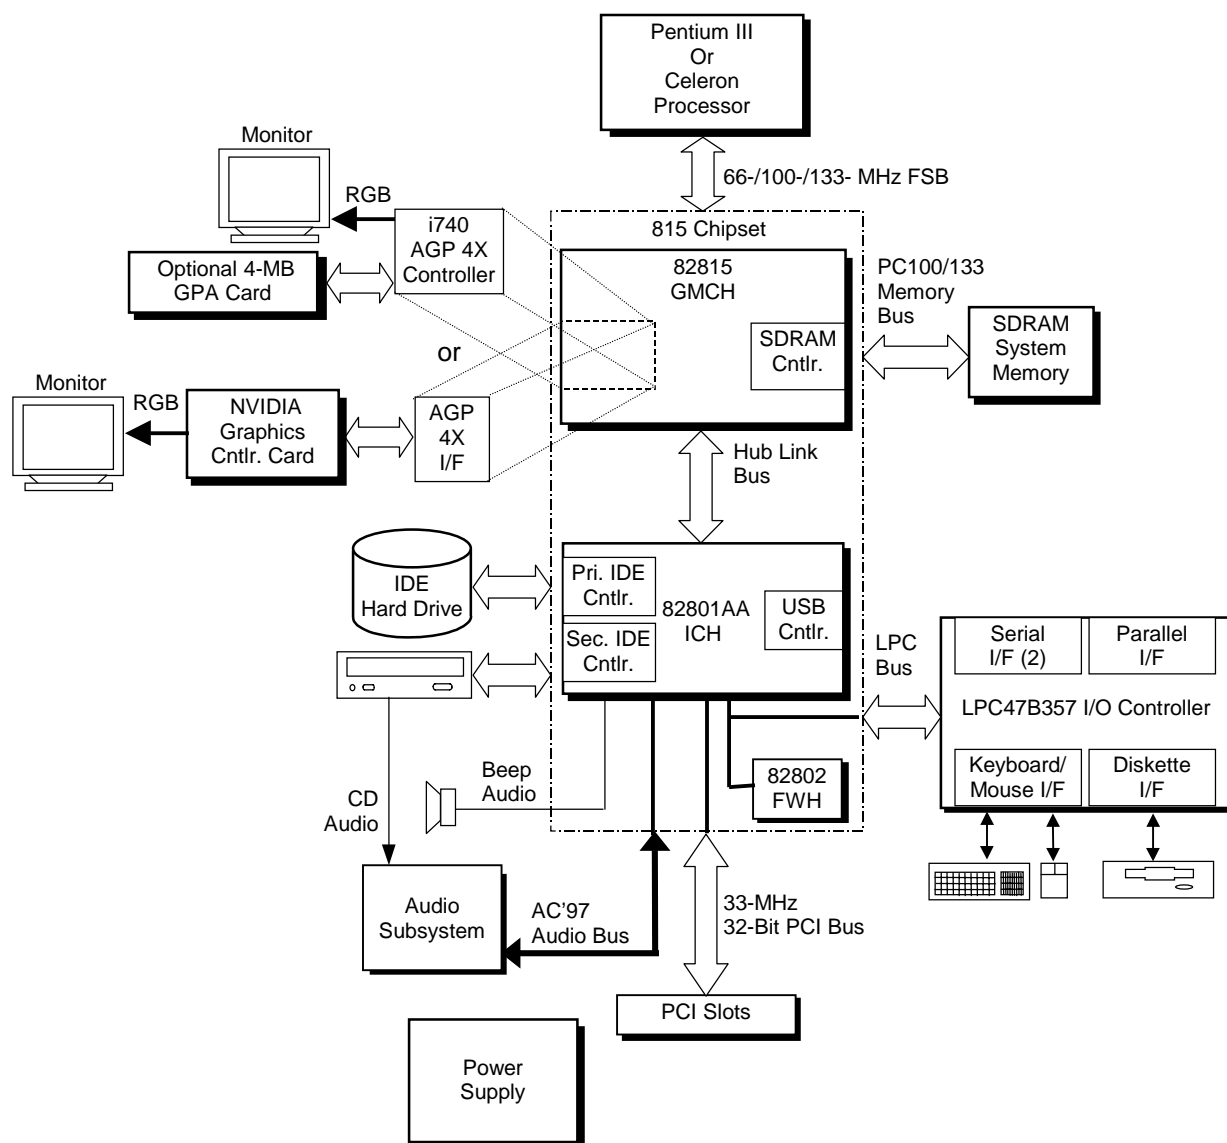 Pentium III
Or
Celeron
Processor
66-/100-/133- MHz FSB
Monitor
RGB
i740
AGP 4X
Controller
Optional 4-MB
GPA Card
or
Monitor
RGB
NVIDIA
Graphics
Cntlr. Card
AGP
4X
I/F
815 Chipset
82815
GMCH
SDRAM
Cntlr.
PC100/133
Memory
Bus
SDRAM
System
Memory
Hub Link
Bus
IDE
Hard Drive
Pri. IDE
Cntlr.
Sec. IDE
Cntlr.
82801AA
ICH
USB
Cntlr.
LPC
Bus
Serial
I/F (2)
Parallel
I/F
LPC47B357 I/O Controller
Keyboard/
Mouse I/F
Diskette
I/F
82802
FWH
Beep
Audio
CD
Audio
Audio
Subsystem
AC’97
Audio Bus
33-MHz
32-Bit PCI Bus
PCI Slots
Power
Supply